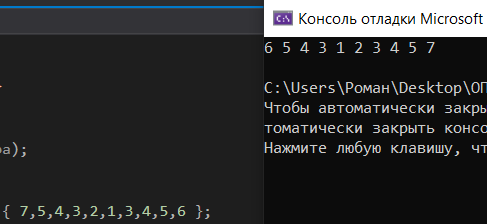 Консоль отладки Microsoft
6 5 4 3 1 2 3 4 5 7
C:\Users\Роман\Desktop\ОП
Чтобы автоматически закры
томатически закрыть консо
Нажмите любую клавишу, чт
);
{ 7,5,4,3,2,1,3,4,5,6 };